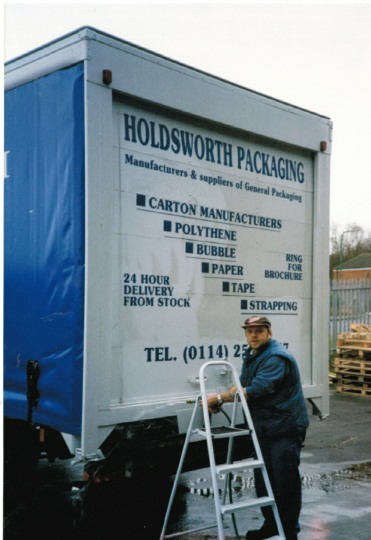 HOLDSWORTH PACKAGING
Manufacturers & suppliers of General Packaging
CARTON MANUFACTURERS
POLYTHENE
BUBBLE
PAPER
TAPE
STRAPPING
RING
FOR
BROCHURE
24 HOUR
DELIVERY
FROM STOCK
TEL. (0114)